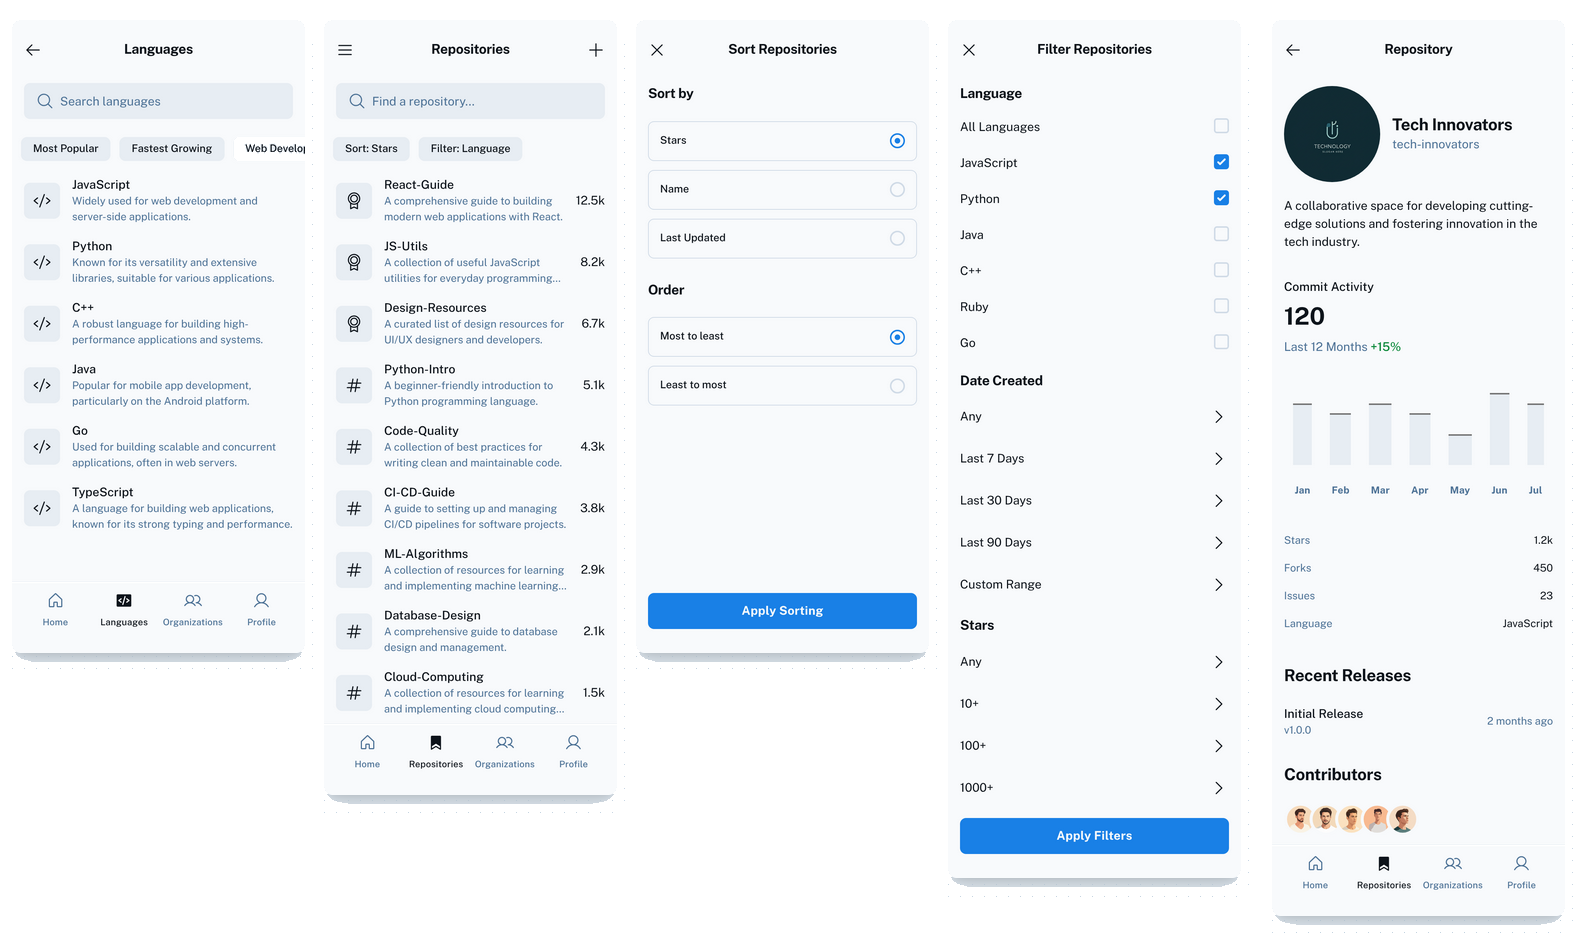 Languages
Search languages
Most Popular
Fastest Growing
Web Develop
JavaScript
Widely used for web development and
server-side applications.
Python
Known for its versatility and extensive
libraries, suitable for various applications.
C++
A robust language for building high-
performance applications and systems.
Java
Popular for mobile app development,
particularly on the Android platform.
Go
Used for building scalable and concurrent
applications, often in web servers.
TypeScript
A language for building web applications,
known for its strong typing and performance.
Home
Languages
Organizations
Profile
Repositories
Find a repository...
Sort: Stars
Filter: Language
React-Guide
A comprehensive guide to building
modern web applications with React.
12.5k
JS-Utils
A collection of useful JavaScript
utilities for everyday programming...
8.2k
Design-Resources
A curated list of design resources for
UI/UX designers and developers.
6.7k
Python-Intro
A beginner-friendly introduction to
Python programming language.
5.1k
Code-Quality
A collection of best practices for
writing clean and maintainable code.
4.3k
CI-CD-Guide
A guide to setting up and managing
CI/CD pipelines for software projects.
3.8k
ML-Algorithms
A collection of resources for learning
and implementing machine learning...
2.9k
Database-Design
A comprehensive guide to database
design and management.
2.1k
Cloud-Computing
A collection of resources for learning
and implementing cloud computing...
1.5k
Home
Repositories
Organizations
Profile
Sort Repositories
Sort by
Stars
Name
Last Updated
Order
Most to least
Least to most
Apply Sorting
Filter Repositories
Language
All Languages
JavaScript
Python
Java
C++
Ruby
Go
Date Created
Any
Last 7 Days
Last 30 Days
Last 90 Days
Custom Range
Stars
Any
10+
100+
1000+
Apply Filters
Repository
TECHNOLOGY
Tech Innovators
tech-innovators
A collaborative space for developing cutting-
edge solutions and fostering innovation in the
tech industry.
Commit Activity
120
Last 12 Months +15%
Jan
Feb
Mar
Apr
May
Jun
Jul
Stars
1.2k
Forks
450
Issues
23
Language
JavaScript
Recent Releases
Initial Release
v1.0.0
2 months ago
Contributors
Home
Repositories
Organizations
Profile